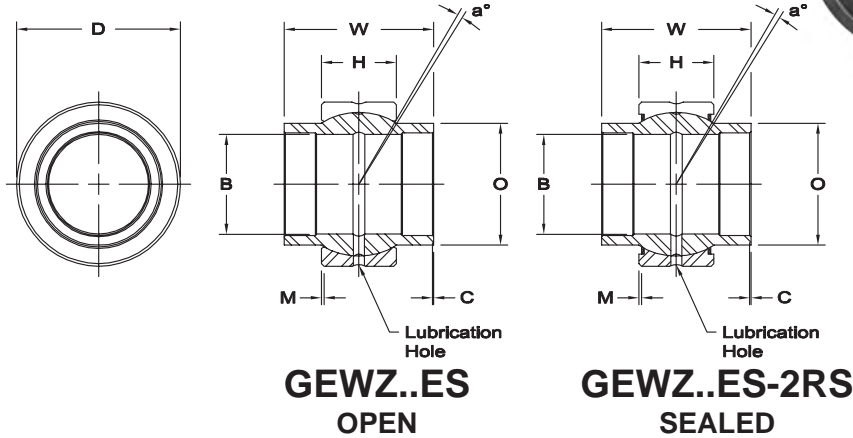 D
W
a°
H
B
O
M
C
Lubrication
Hole
GEWZ..ES
OPEN
W
a°
H
B
O
M
C
Lubrication
Hole
GEWZ..ES-2RS
SEALED